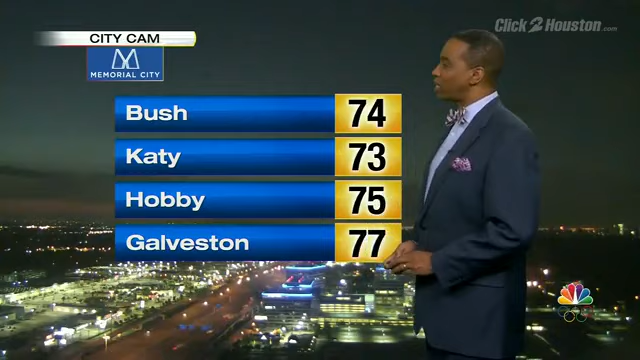 CITY CAM
MEMORIAL CITY
Click2Houston.com
Bush 74
Katy 73
Hobby 75
Galveston 77